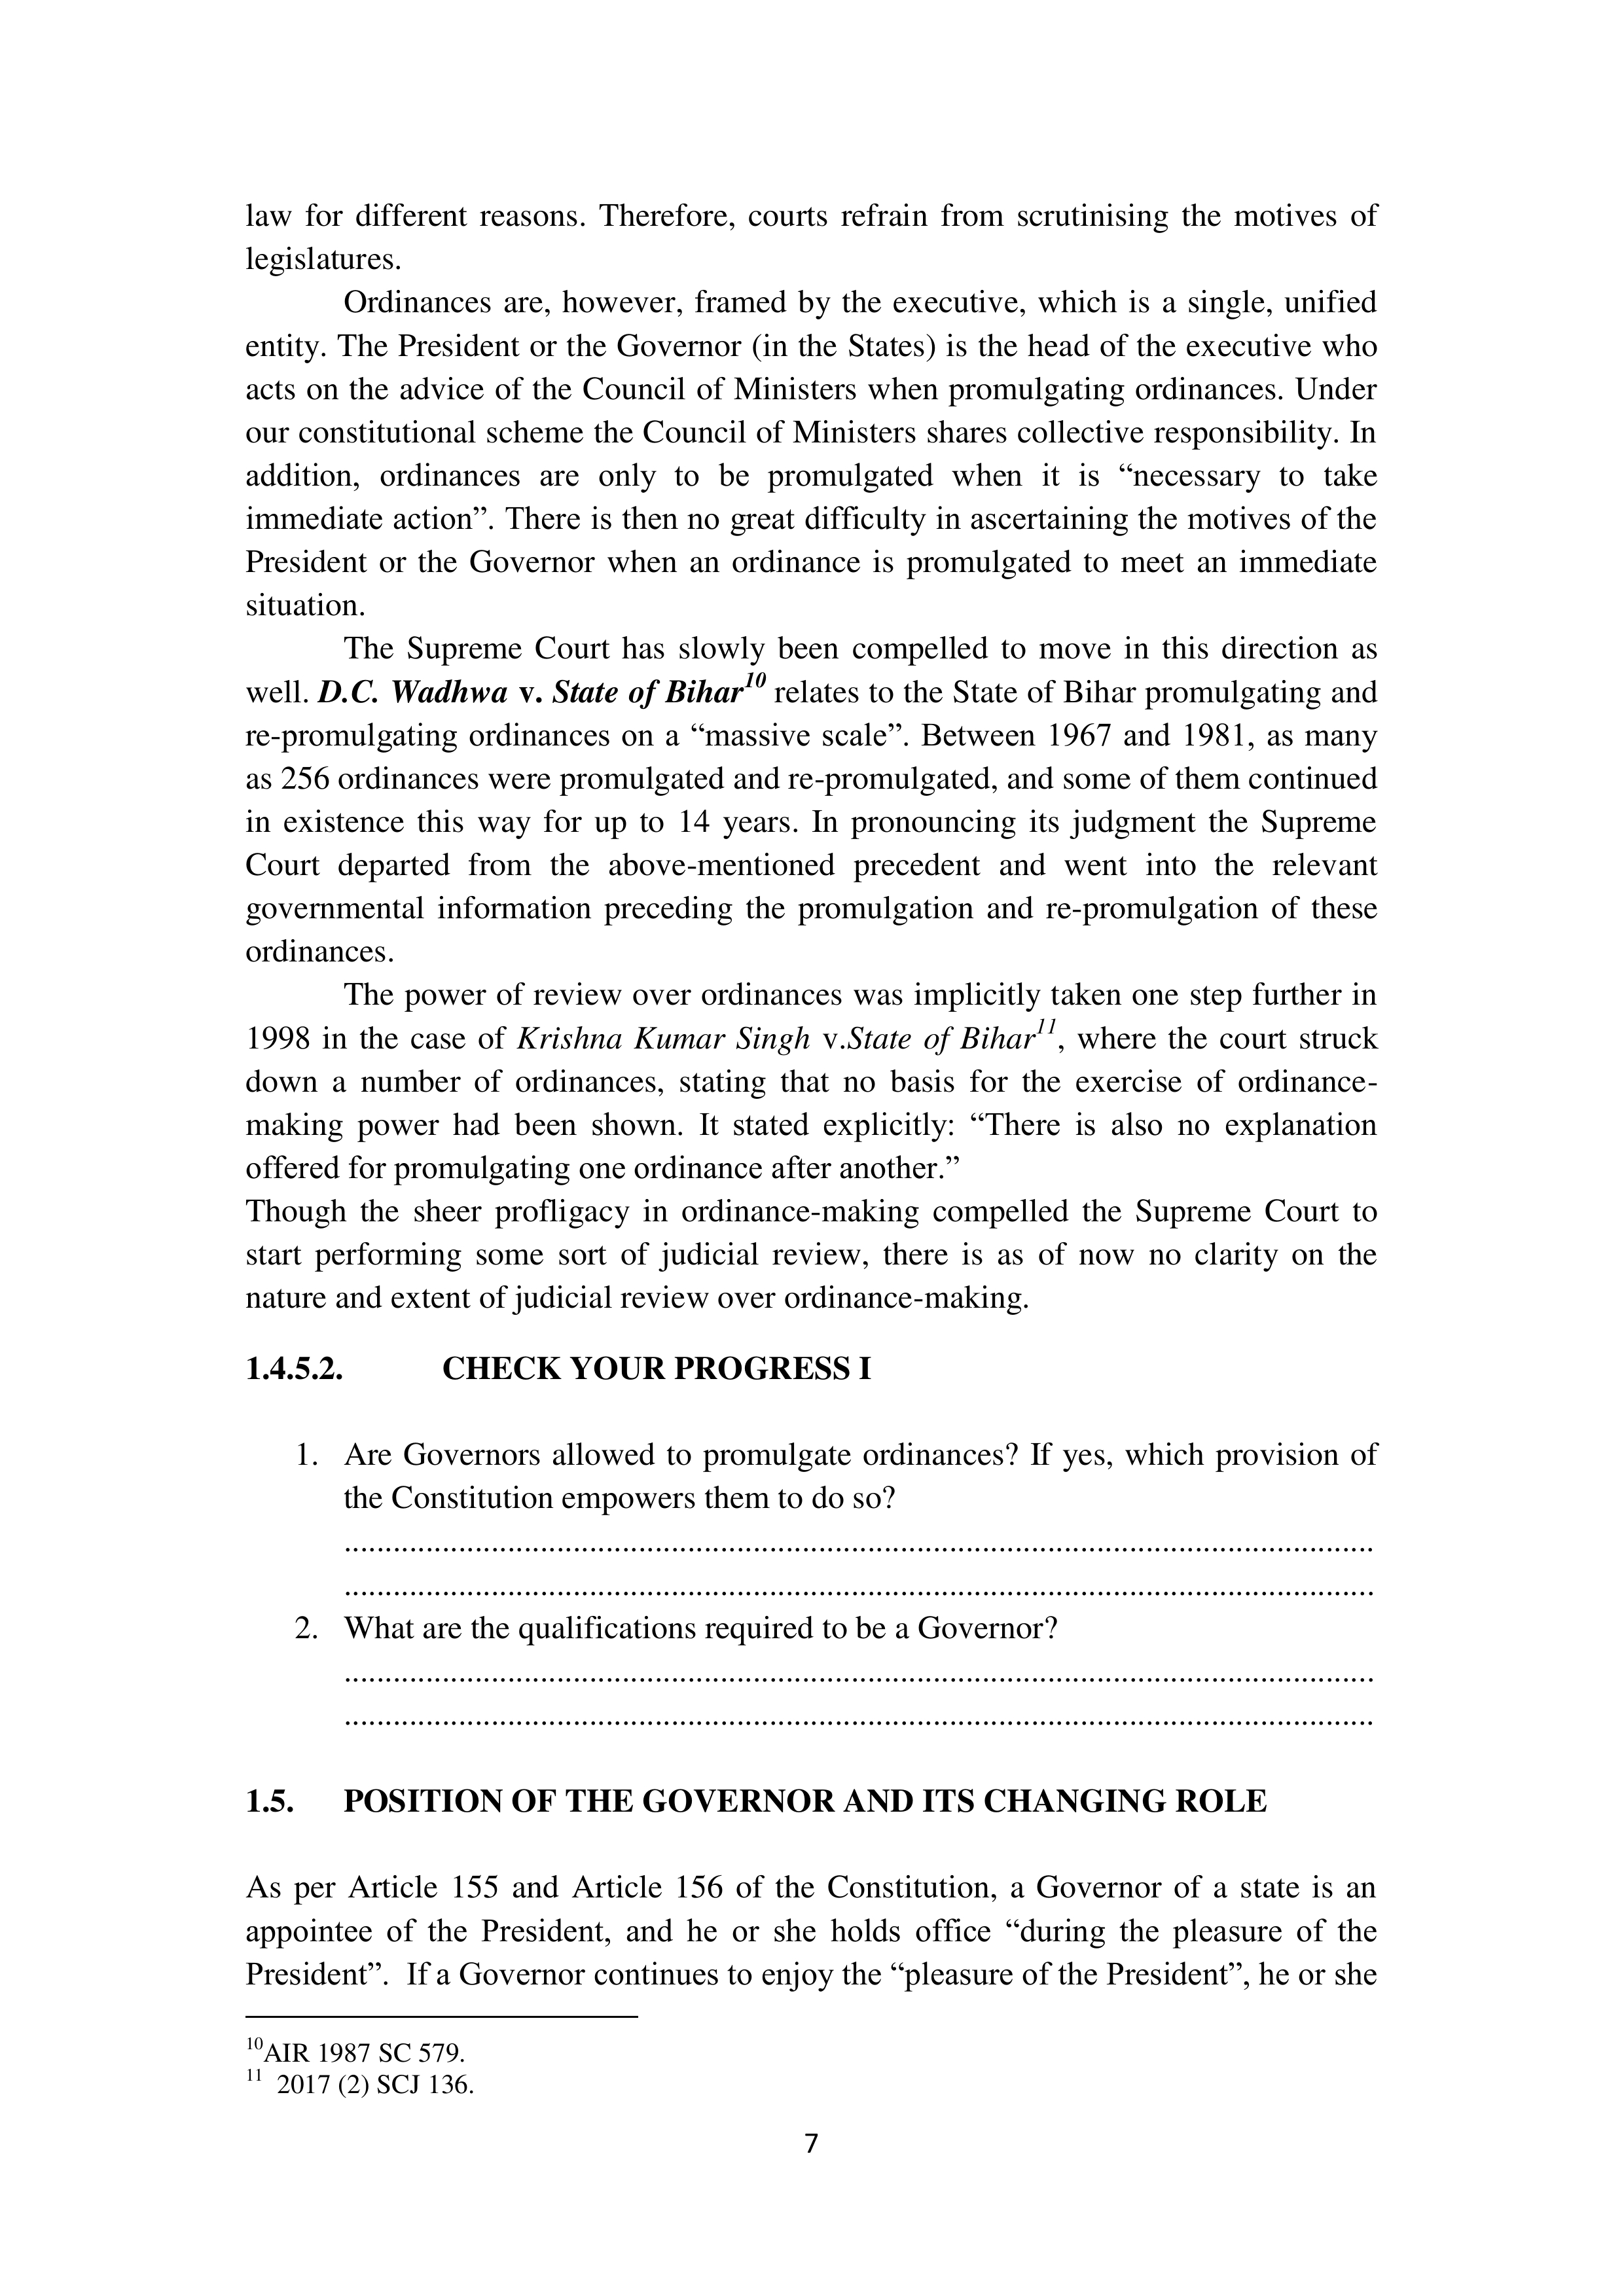 law for different reasons. Therefore, courts refrain from scrutinising the motives of
legislatures.
Ordinances are, however, framed by the executive, which is a single, unified
entity. The President or the Governor (in the States) is the head of the executive who
acts on the advice of the Council of Ministers when promulgating ordinances. Under
our constitutional scheme the Council of Ministers shares collective responsibility. In
addition, ordinances are only to be promulgated when it is “necessary to take
immediate action”. There is then no great difficulty in ascertaining the motives of the
President or the Governor when an ordinance is promulgated to meet an immediate
situation.
The Supreme Court has slowly been compelled to move in this direction as
well. D.C. Wadhwa v. State of Bihar10 relates to the State of Bihar promulgating and
re-promulgating ordinances on a “massive scale”. Between 1967 and 1981, as many
as 256 ordinances were promulgated and re-promulgated, and some of them continued
in existence this way for up to 14 years. In pronouncing its judgment the Supreme
Court departed from the above-mentioned precedent and went into the relevant
governmental information preceding the promulgation and re-promulgation of these
ordinances.
The power of review over ordinances was implicitly taken one step further in
1998 in the case of Krishna Kumar Singh v.State of Bihar11, where the court struck
down a number of ordinances, stating that no basis for the exercise of ordinance-
making power had been shown. It stated explicitly: “There is also no explanation
offered for promulgating one ordinance after another.”
Though the sheer profligacy in ordinance-making compelled the Supreme Court to
start performing some sort of judicial review, there is as of now no clarity on the
nature and extent of judicial review over ordinance-making.
1.4.5.2. CHECK YOUR PROGRESS I
1. Are Governors allowed to promulgate ordinances? If yes, which provision of
the Constitution empowers them to do so?
..............................................................................................................................
..............................................................................................................................
2. What are the qualifications required to be a Governor?
..............................................................................................................................
..............................................................................................................................
1.5. POSITION OF THE GOVERNOR AND ITS CHANGING ROLE
As per Article 155 and Article 156 of the Constitution, a Governor of a state is an
appointee of the President, and he or she holds office “during the pleasure of the
President”. If a Governor continues to enjoy the “pleasure of the President”, he or she
10AIR 1987 SC 579.
11 2017 (2) SCJ 136.
7